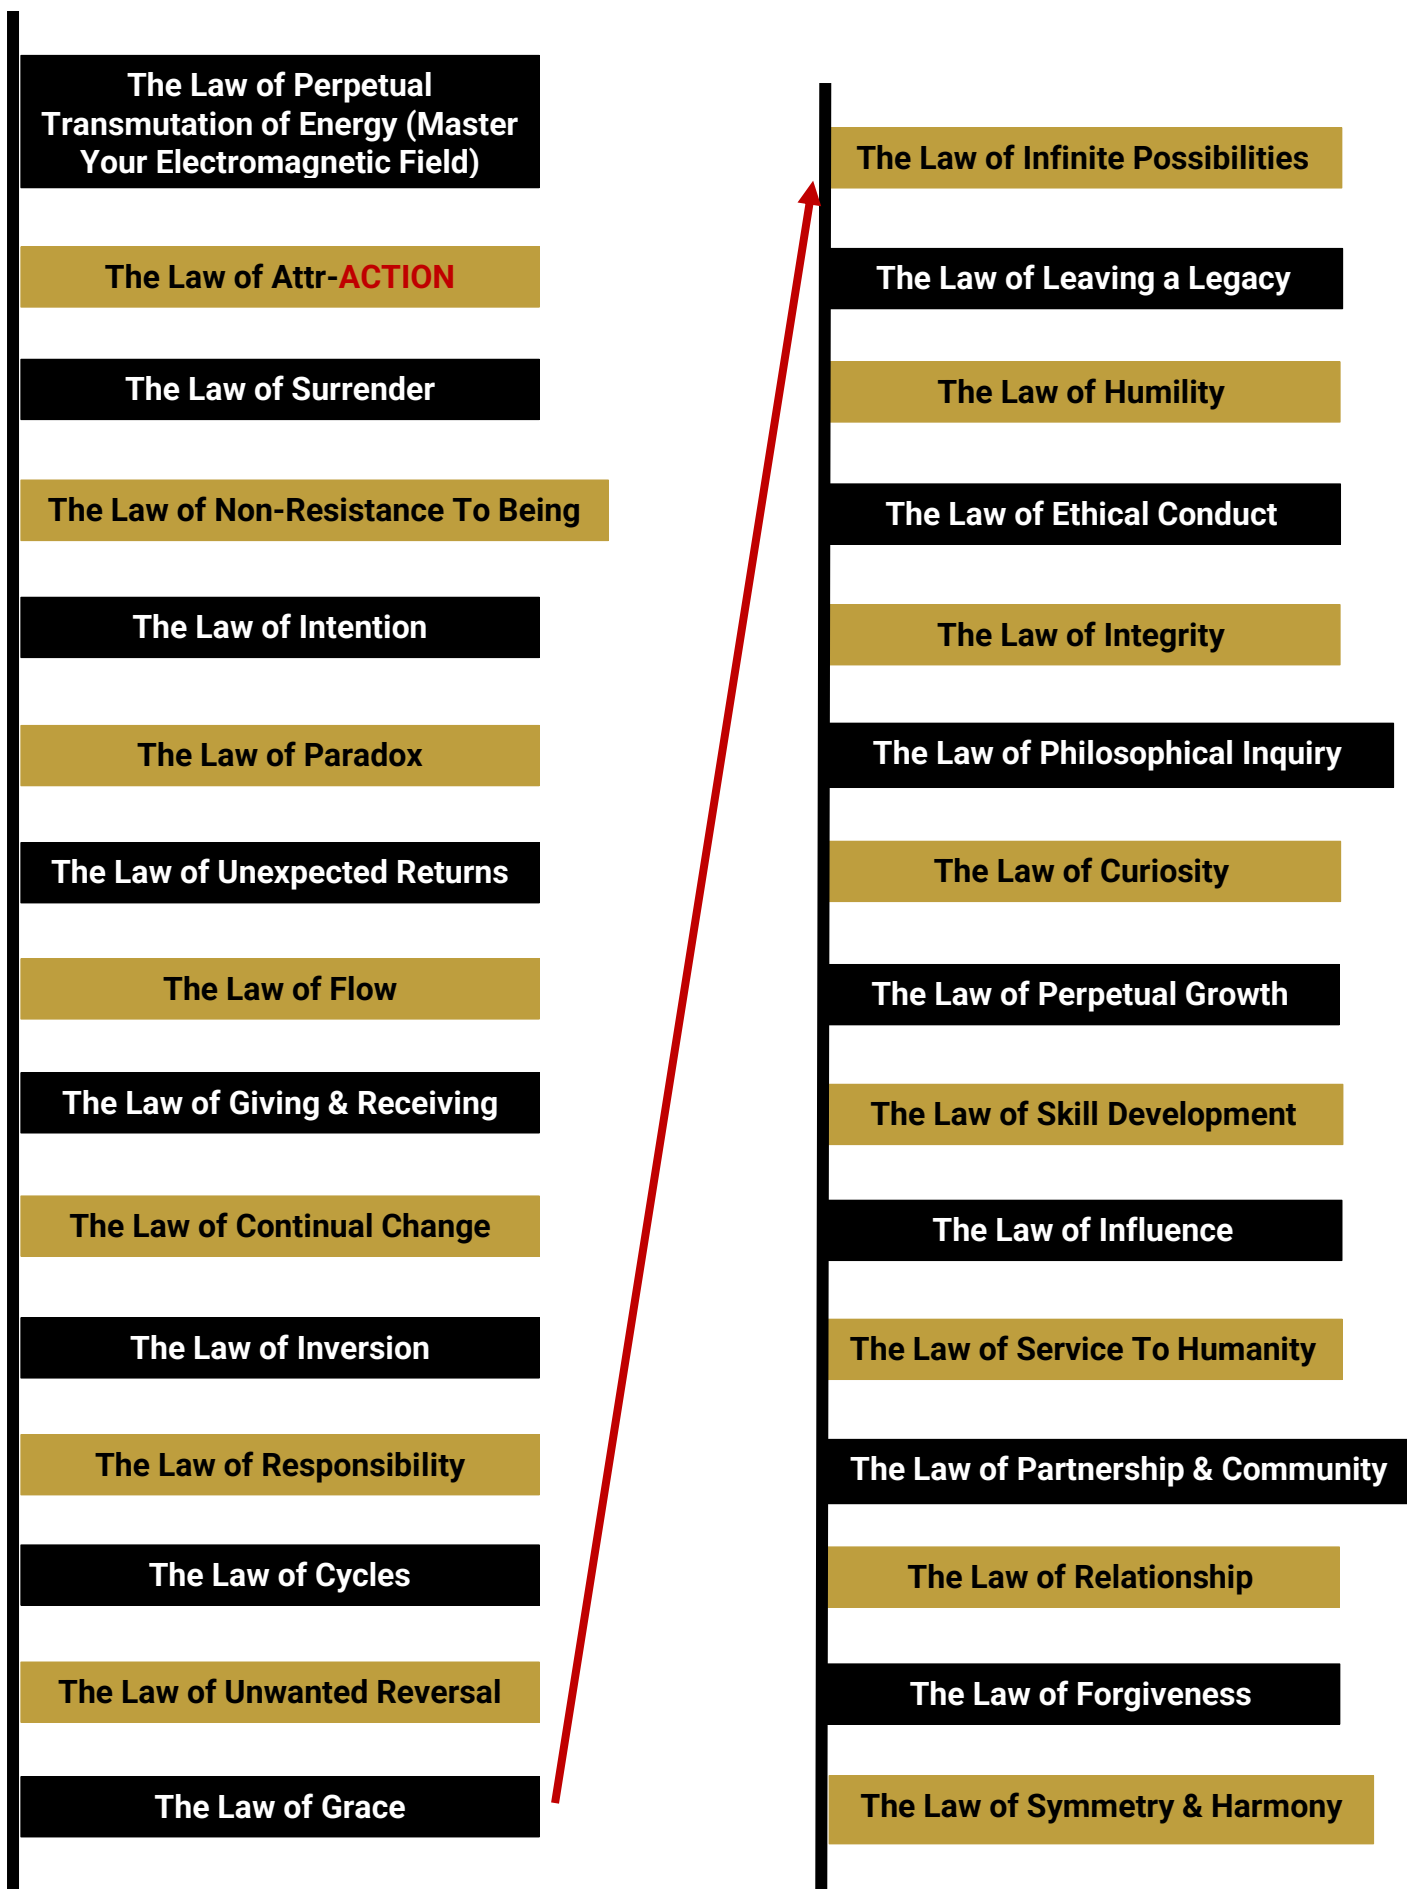 The Law of Perpetual
Transmutation of Energy (Master
Your Electromagnetic Field)
The Law of Attr-ACTION
The Law of Surrender
The Law of Non-Resistance To Being
The Law of Intention
The Law of Paradox
The Law of Unexpected Returns
The Law of Flow
The Law of Giving & Receiving
The Law of Continual Change
The Law of Inversion
The Law of Responsibility
The Law of Cycles
The Law of Unwanted Reversal
The Law of Grace
The Law of Infinite Possibilities
The Law of Leaving a Legacy
The Law of Humility
The Law of Ethical Conduct
The Law of Integrity
The Law of Philosophical Inquiry
The Law of Curiosity
The Law of Perpetual Growth
The Law of Skill Development
The Law of Influence
The Law of Service To Humanity
The Law of Partnership & Community
The Law of Relationship
The Law of Forgiveness
The Law of Symmetry & Harmony